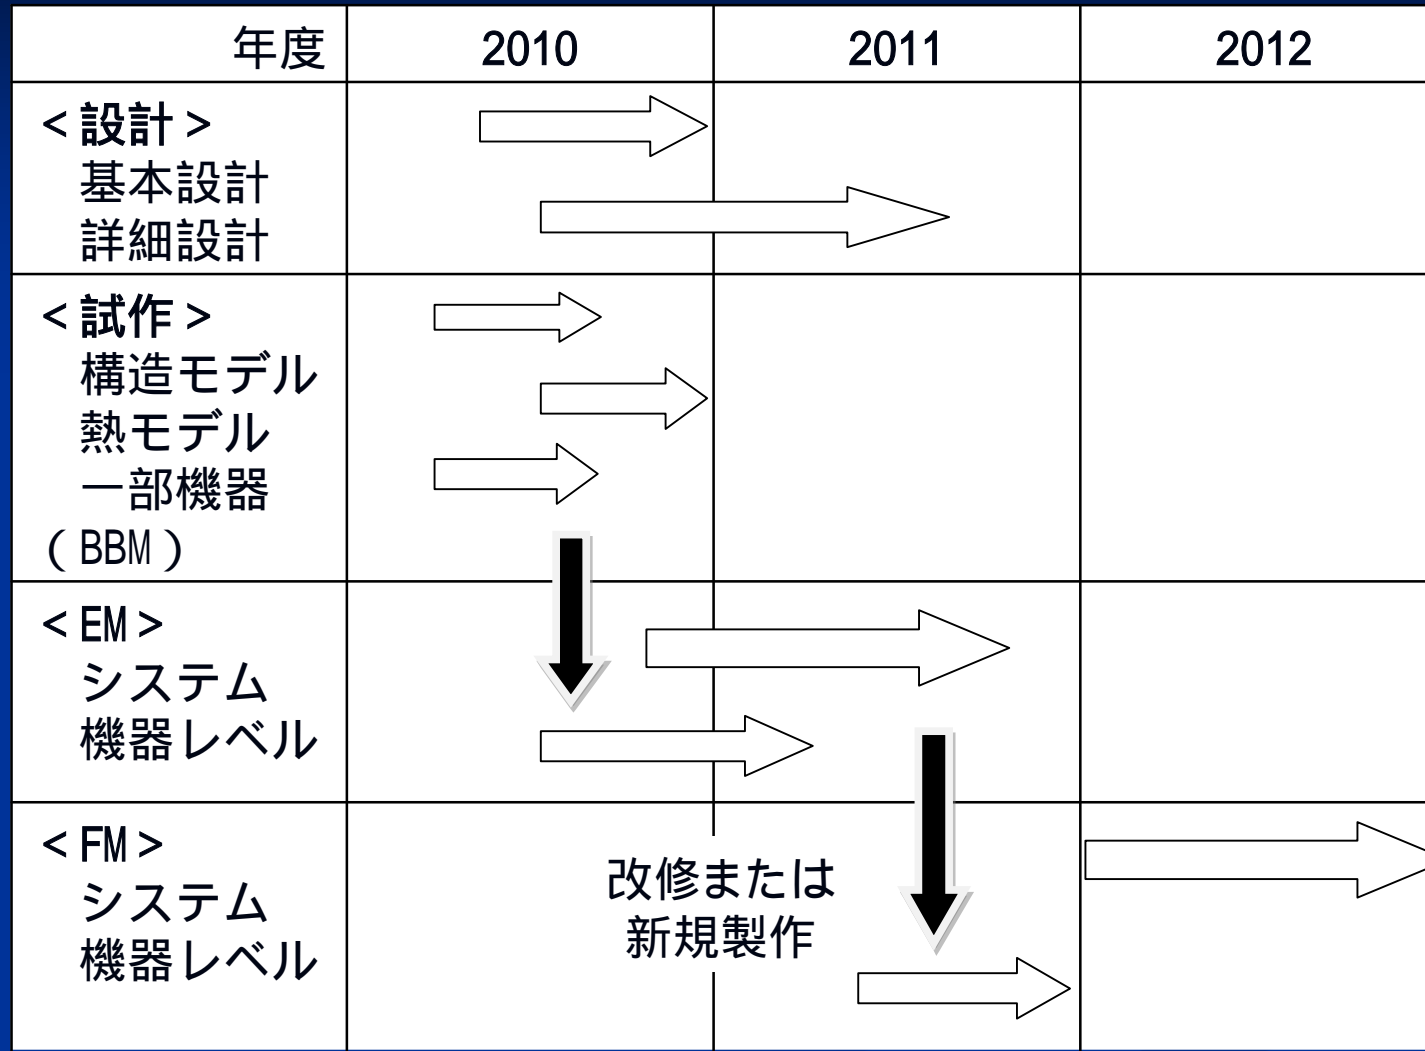 年度 2010 2011 2012
<設計>
基本設計
詳細設計
<試作>
構造モデル
熱モデル
一部機器
(BBM)
<EM>
システム
機器レベル
<FM>
システム
機器レベル
改修または
新規製作